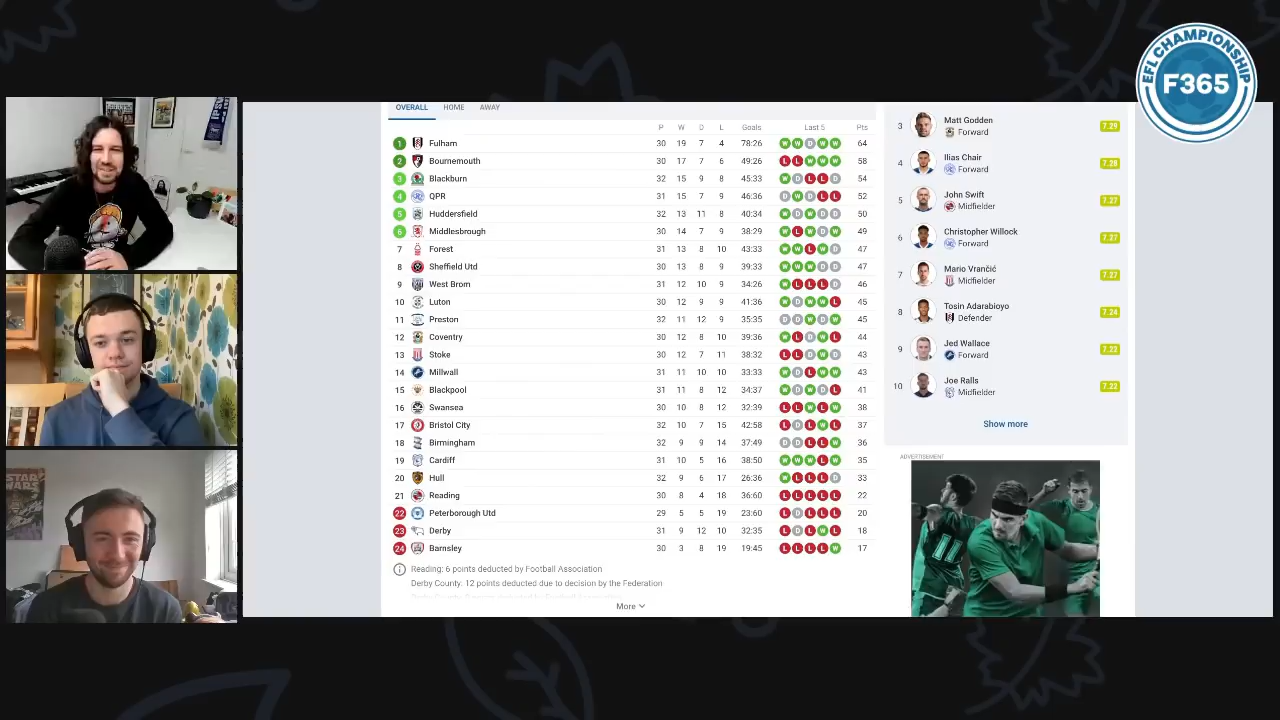 EFL CHAMPIONSHIP
F365
OVERALL HOME AWAY
P W D L Goals Last 5 Pts
1 Fulham 30 19 7 4 78:26 W W D W W 64
2 Bournemouth 30 17 7 6 49:26 L L W W W 58
3 Blackburn 32 15 9 8 45:33 W D L L D 54
4 QPR 31 15 7 9 46:36 D W D L L 52
5 Huddersfield 32 13 11 8 40:34 W D W D D 50
6 Middlesbrough 30 14 7 9 38:29 W L W D W 49
7 Forest 31 13 8 10 43:33 W W L W D 47
8 Sheffield Utd 30 13 8 9 39:33 W W W D D 47
9 West Brom 31 12 10 9 34:26 W L L L D 46
10 Luton 30 12 9 9 41:36 W D W W L 45
11 Preston 32 11 12 9 35:35 D D W D W 45
12 Coventry 30 12 8 10 39:36 W L D W L 44
13 Stoke 30 12 7 11 38:32 L L D W D 43
14 Millwall 31 11 10 10 33:33 W D L W W 43
15 Blackpool 31 11 8 12 34:37 W D W D L 41
16 Swansea 30 10 8 12 32:39 L L W L W 38
17 Bristol City 32 10 7 15 42:58 L D L W L 37
18 Birmingham 32 9 9 14 37:49 D D L L W 36
19 Cardiff 31 10 5 16 38:50 W W W L W 35
20 Hull 32 9 6 17 26:36 W L L L D 33
21 Reading 30 8 4 18 36:60 L L L L L 22
22 Peterborough Utd 29 5 5 19 23:60 L D L L L 20
23 Derby 31 9 12 10 32:35 L D L W L 18
24 Barnsley 30 3 8 19 19:45 L L L L W 17
Reading: 6 points deducted by Football Association
Derby County: 12 points deducted due to decision by the Federation
More
3 Matt Godden 7.29
Forward
4 Ilias Chair 7.28
Forward
5 John Swift 7.27
Midfielder
6 Christopher Willock 7.27
Forward
7 Mario Vrančić 7.27
Midfielder
8 Tosin Adarabioyo 7.24
Defender
9 Jed Wallace 7.22
Forward
10 Joe Ralls 7.22
Midfielder
Show more
ADVERTISEMENT
11
STAR
WARS